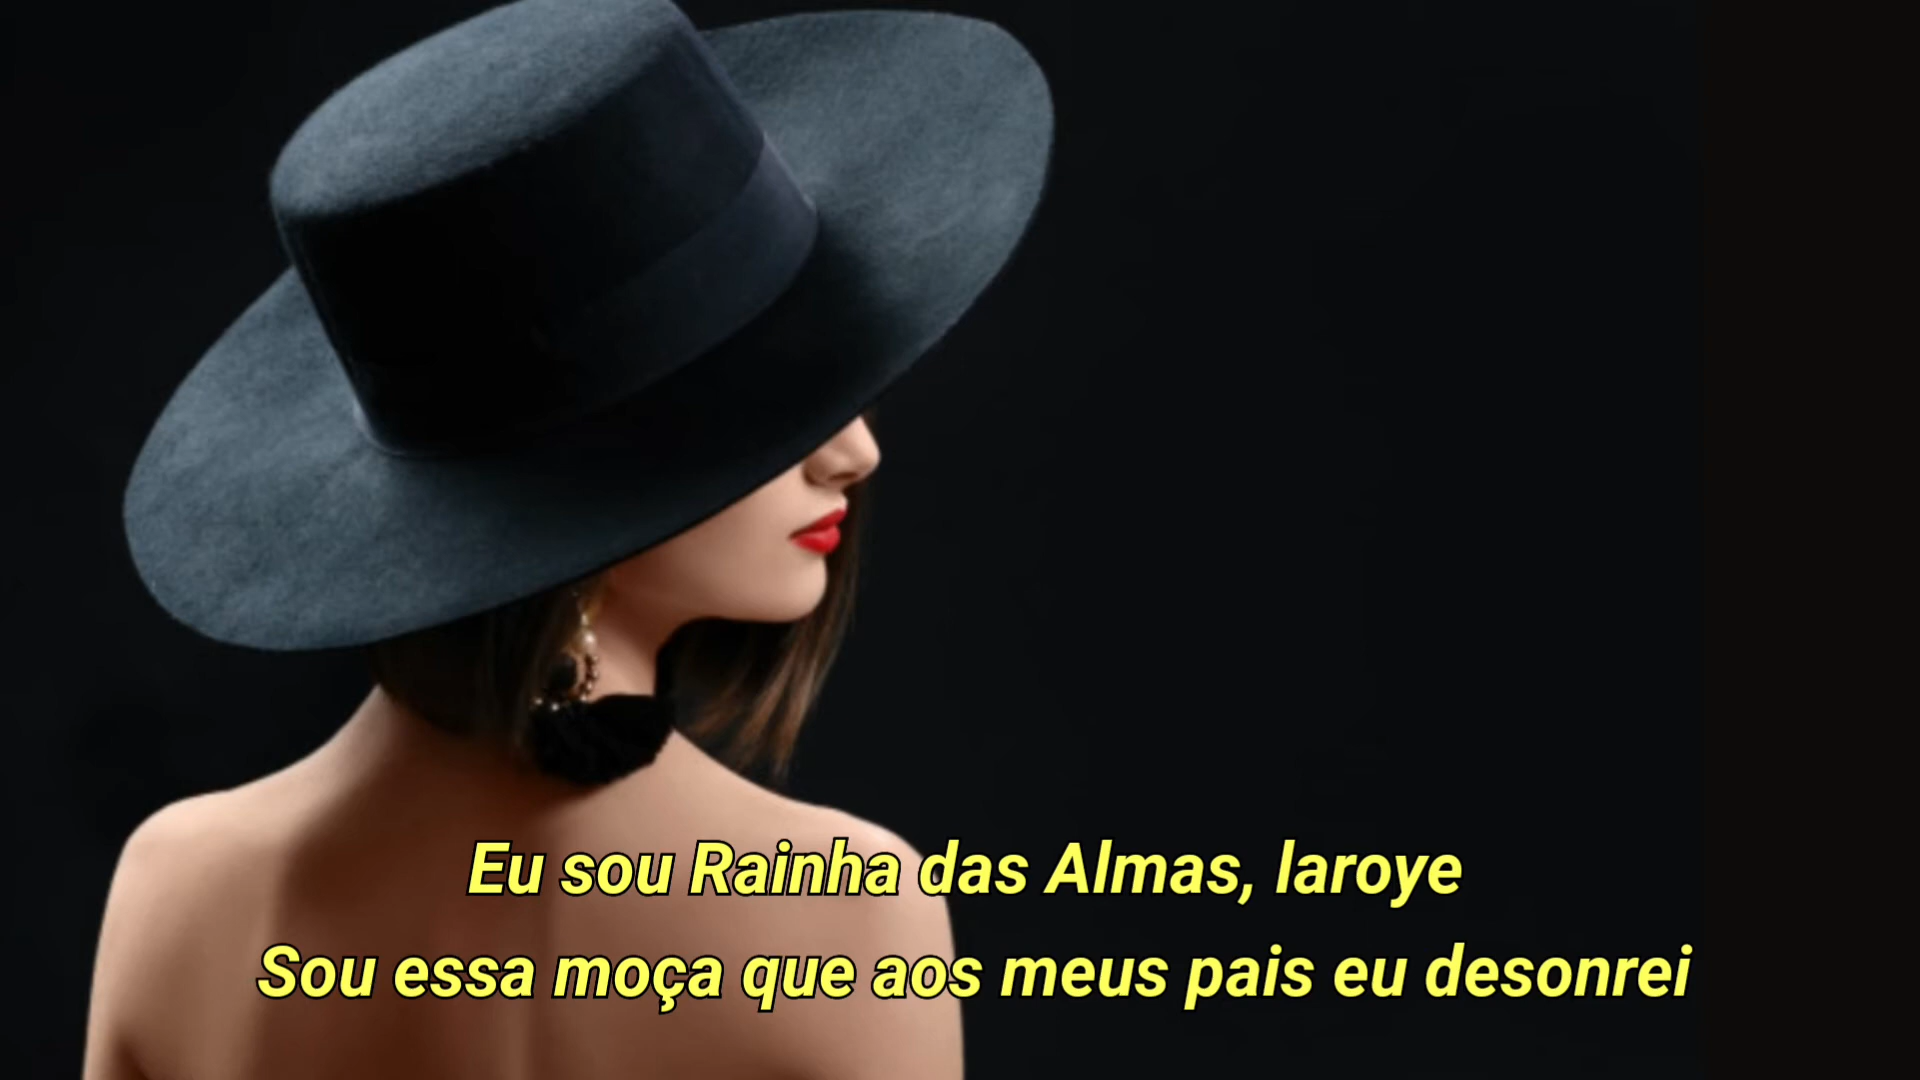 Eu sou Rainha das Almas, laroye
Sou essa moça que aos meus pais eu desonrei